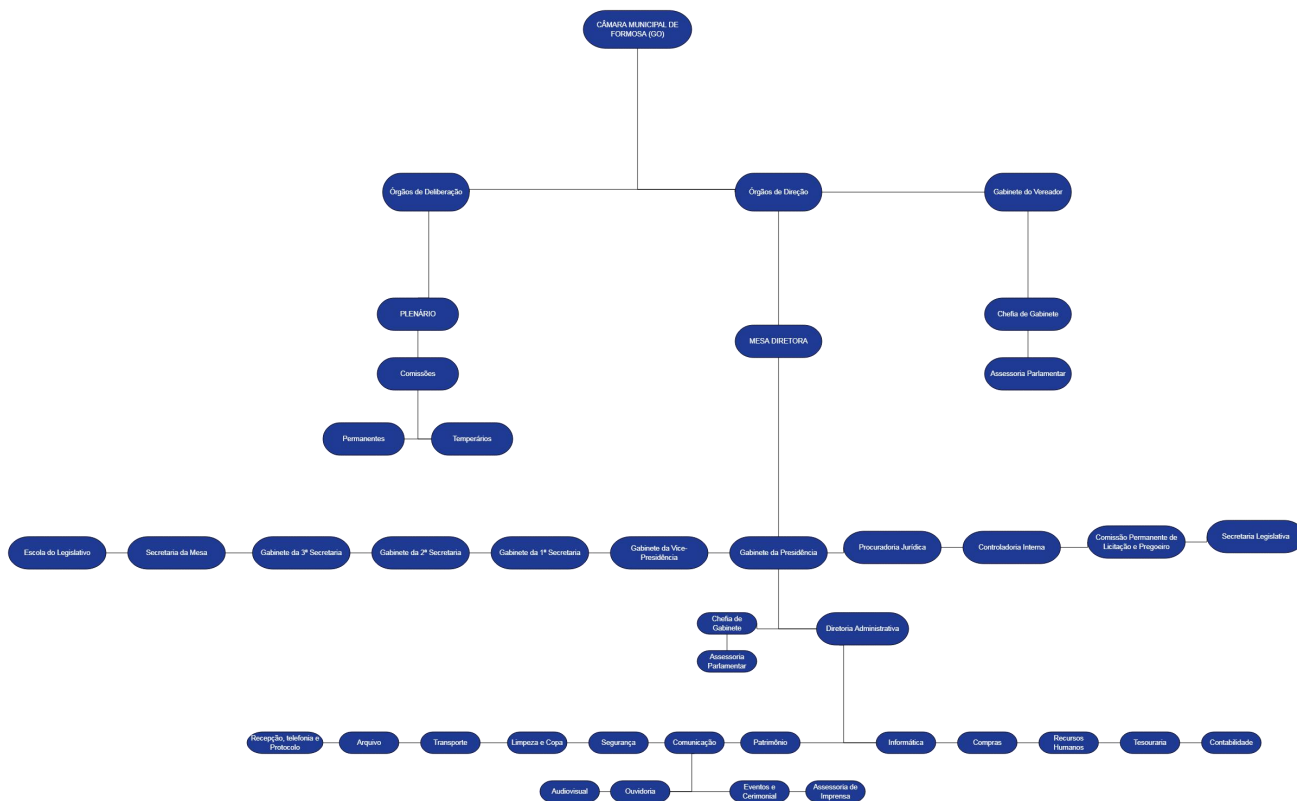 CÂMARA MUNICIPAL DE
FORMOSA (GO)
Órgãos de Deliberação
Órgãos de Direção
Gabinete do Vereador
PLENÁRIO
Chefia de Gabinete
MESA DIRETORA
Comissões
Assessoria Parlamentar
Permanentes
Temperários
Escola do Legislativo
Secretaria da Mesa
Gabinete da 3ª Secretaria
Gabinete da 2ª Secretaria
Gabinete da 1ª Secretaria
Gabinete da Vice-
Presidência
Gabinete da Presidência
Procuradoria Jurídica
Controladoria Interna
Comissão Permanente de
Licitação e Pregoeiro
Secretaria Legislativa
Chefia de
Gabinete
Diretoria Administrativa
Assessoria
Parlamentar
Recepção, telefonia e
Protocolo
Arquivo
Transporte
Limpeza e Copa
Segurança
Comunicação
Patrimônio
Informática
Compras
Recursos
Humanos
Tesouraria
Contabilidade
Audiovisual
Ouvidoria
Eventos e
Cerimonial
Assessoria de
Imprensa